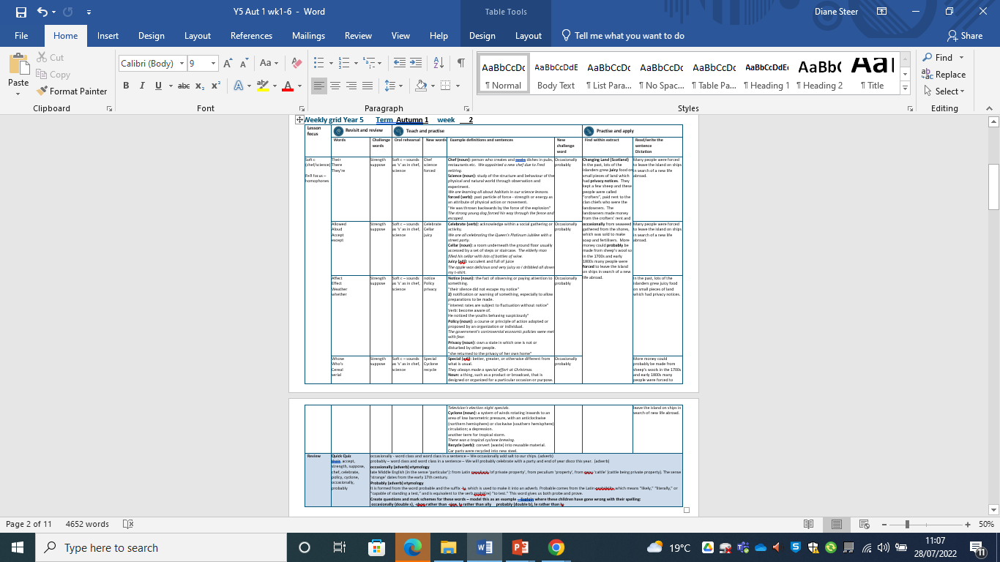 Y5 Aut 1 wk1-6 - Word
Table Tools
Diane Steer
File Home Insert Design Layout References Mailings Review View Help Design Layout Tell me what you want to do Share
Paste
Cut
Copy
Format Painter
Calibri (Body) 9
AaBbCcDc AaBbCcDdE AaBbCcDc AaBbCcDc AaBbCcDc AaBbCcDdEe AaBbC AaBbCcDd AaI
¶ Normal Body Text ¶ List Para... ¶ No Spac... ¶ Table Pa... ¶ Heading 1 ¶ Heading 2 ¶ Title
Find
Replace
Select
Clipboard Font Paragraph Styles Editing
Weekly grid Year 5 Term Autumn 1 week 2
Lesson focus
Revisit and review
Teach and practise
Practise and apply
Words
Challenge words
Oral rehearsal
New words
Example definitions and sentences
New challenge word
Find within extract
Read/write the sentence
Dictation
Soft c
(chef/science)
R+R focus –
homophones
Their
There
They're
Strength
suppose
Soft c – sounds
as 's' as in chef,
science
Chef
science
forced
Chef (noun): person who creates and dishes in pubs,
restaurants etc. We appointed a new chef due to Fred
retiring.
Science (noun): study of the structure and behaviour of the
physical and natural world through observation and
experiment.
We are learning all about habitats in our science lessons
forced (verb): past particle of force - strength or energy as
an attribute of physical action or movement.
"He was thrown backwards by the force of the explosion"
The strong young dog forced his way through the fence and
escaped.
Occasionally
probably
Changing Land (Scotland)
In the past, lots of the
islanders grew juicy food on
small pieces of land which
had privacy notices. They
kept a few sheep and these
people were called
"crofters", paid rent to the
clan chiefs who were the
landowners. The
landowners made money
from the crofters' rent and
occasionally from seaweed
gathered from the shores,
which was sold to make
soap and fertilisers. More
money could probably be
made from sheep's wool so
in the 1700s and early
1800s many people were
forced to leave the island
on ships in search of a new
life abroad.
Many people were forced
to leave the island on ships
in search of a new life
abroad.
Allowed
Aloud
Accept
except
Strength
suppose
Soft c – sounds
as 's' as in chef,
science
Celebrate
Cellar
juicy
Celebrate (verb): acknowledge within a social gathering or
activity.
We are all celebrating the Queen's Platinum Jubilee with a
street party.
Cellar (noun): a room underneath the ground floor usually
accessed by a set of steps or staircase. The elderly man
filled his cellar with lots of bottles of wine.
Juicy (adj): succulent and full of juice
The apple was delicious and very juicy so I dribbled all down
my t-shirt.
Occasionally
probably
Many people were forced
to leave the island on ships
in search of a new life
abroad.
Affect
Effect
Weather
whether
Strength
suppose
Soft c – sounds
as 's' as in chef,
science
notice
Policy
privacy
Notice (noun): the fact of observing or paying attention to
something.
"their silence did not escape my notice"
2) notification or warning of something, especially to allow
preparations to be made.
"interest rates are subject to fluctuation without notice"
Verb: become aware of.
He noticed the youths behaving suspiciously"
Policy (noun): a course or principle of action adopted or
proposed by an organization or individual.
The government's controversial economic policies were met
with fear.
Privacy (noun): own a state in which one is not or
disturbed by other people.
"she returned to the privacy of her own home"
Occasionally
probably
In the past, lots of the
islanders grew juicy food
on small pieces of land
which had privacy notices.
Whose
Who's
Cereal
serial
Strength
suppose
Soft c – sounds
as 's' as in chef,
science
Special
Cyclone
recycle
Special (adj): better, greater, or otherwise different from
what is usual.
They always made a special effort at Christmas.
Noun: a thing, such as a product or broadcast, that is
designed or organized for a particular occasion or purpose.
Occasionally
probably
More money could
probably be made from
sheep's wools in the 1700s
and early 1800s many
people were forced to
Television's election night specials.
Cyclone (noun): a system of winds rotating inwards to an
area of low barometric pressure, with an anticlockwise
(northern hemisphere) or clockwise (southern hemisphere)
circulation; a depression.
another term for tropical storm.
There was a tropical cyclone brewing.
Recycle (verb): convert (waste) into reusable material.
Car parts were recycled into new steel.
leave the island on ships in
search of new life abroad.
Review
Quick Quiz
accept,
strength, suppose,
chef, celebrate,
policy, cyclone,
occasionally,
probably
occasionally - word class and word class in a sentence – We occasionally add salt to our chips. (adverb)
probably – word class and word class in a sentence – We will probably celebrate with a party and end of year disco this year. (adverb)
occasionally (adverb) etymology
late Middle English (in the sense 'particular'): from Latin 'of private property', from peculium 'property', from 'cattle' (cattle being private property). The sense
'strange' dates from the early 17th century.
Probably (adverb) etymology
It is formed from the word probable and the suffix -ly, which is used to make it into an adverb. Probable comes from the Latin which means "likely," "literally," or
"capable of standing a test," and is equivalent to the verb "to test." This word gives us both probe and prove.
Create questions and mark schemes for these words – model this as an example where these children have gone wrong with their spelling:
occasionally (double s), rather than rather than ally probably (double b), le rather than
Page 2 of 11 4652 words
50%
Type here to search
19°C
11:07
28/07/2022
11